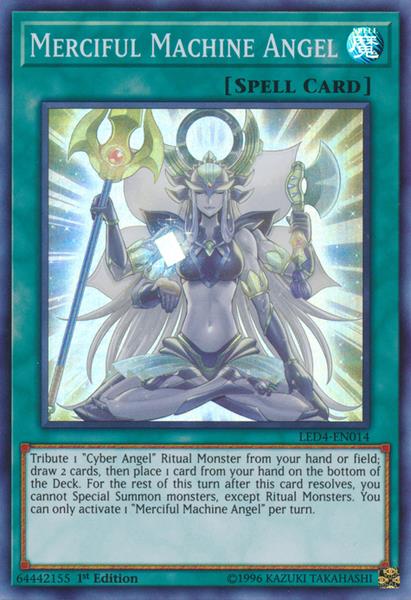 Merciful Machine Angel
SPELL
魔
[Spell Card]
LED4-EN014
Tribute 1 "Cyber Angel" Ritual Monster from your hand or field;
draw 2 cards, then place 1 card from your hand on the bottom of
the Deck. For the rest of this turn after this card resolves, you
cannot Special Summon monsters, except Ritual Monsters. You
can only activate 1 "Merciful Machine Angel" per turn.
64442155 1st Edition ©1996 KAZUKI TAKAHASHI